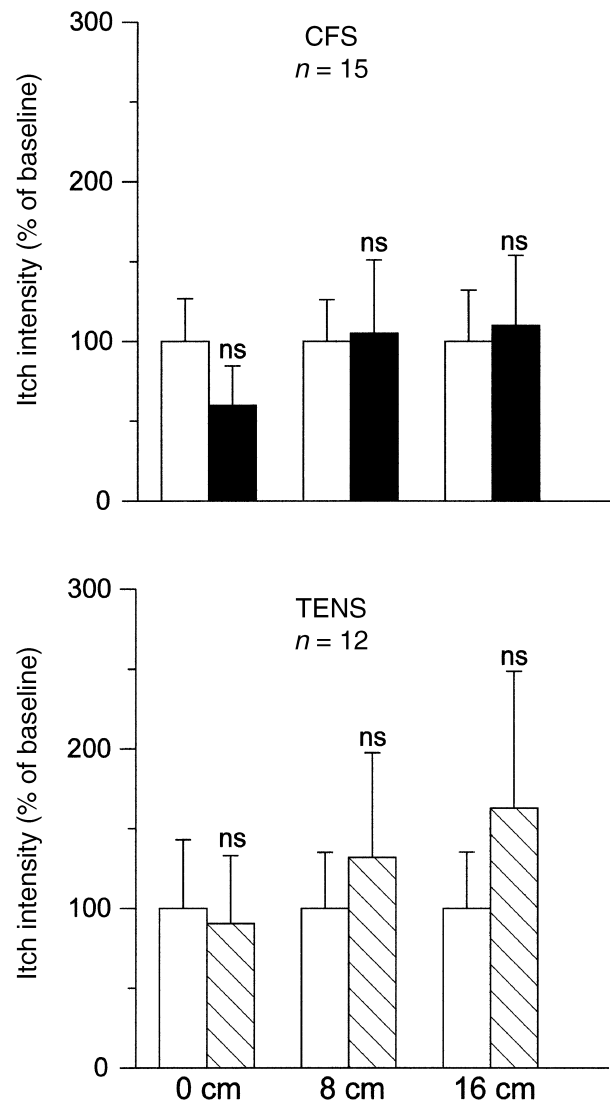 300
200
100
0
Itch intensity (% of baseline)
CFS
n = 15
ns
ns
ns
300
200
100
0
Itch intensity (% of baseline)
TENS
n = 12
ns
ns
ns
0 cm
8 cm
16 cm